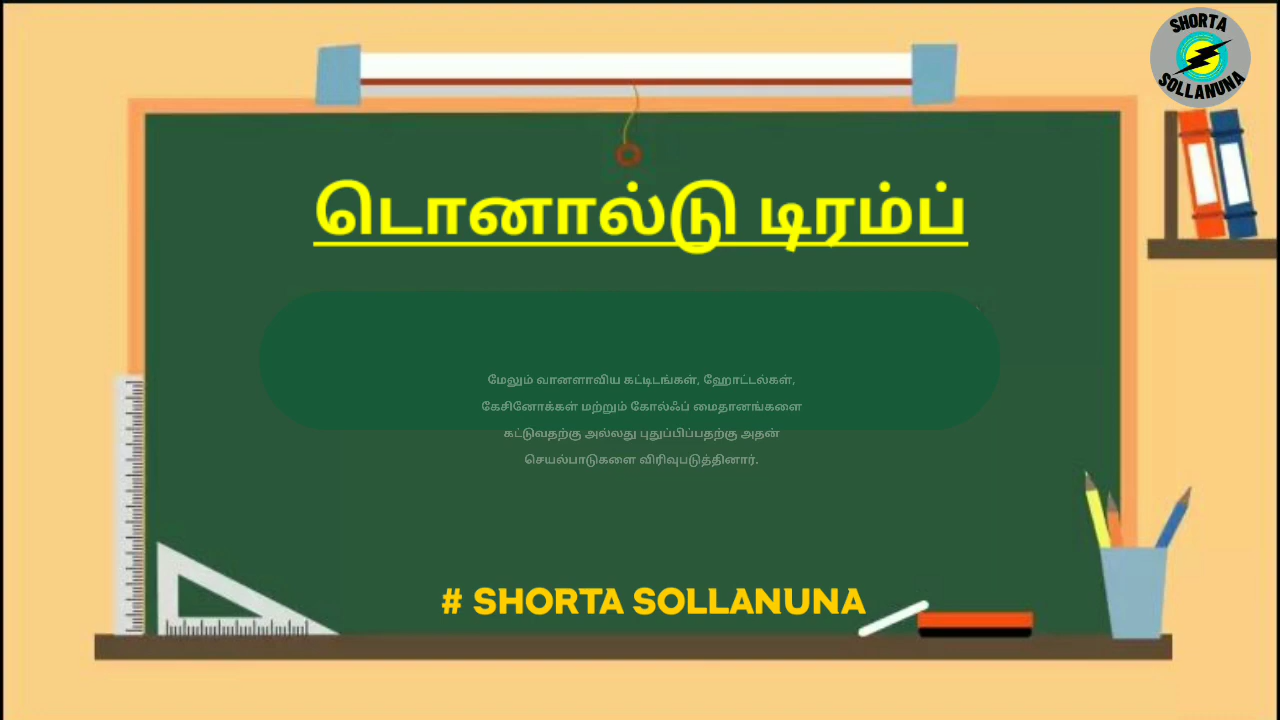 SHORTA
SOLLANUNA
டொனால்டு டிரம்ப்
மேலும் வானளாவிய கட்டிடங்கள், ஹோட்டல்கள்,
கேசினோக்கள் மற்றும் கோல்ஃப் மைதானங்களை
கட்டுவதற்கு அல்லது புதுப்பிப்பதற்கு அதன்
செயல்பாடுகளை விரிவுபடுத்தினார்.
# SHORTA SOLLANUNA